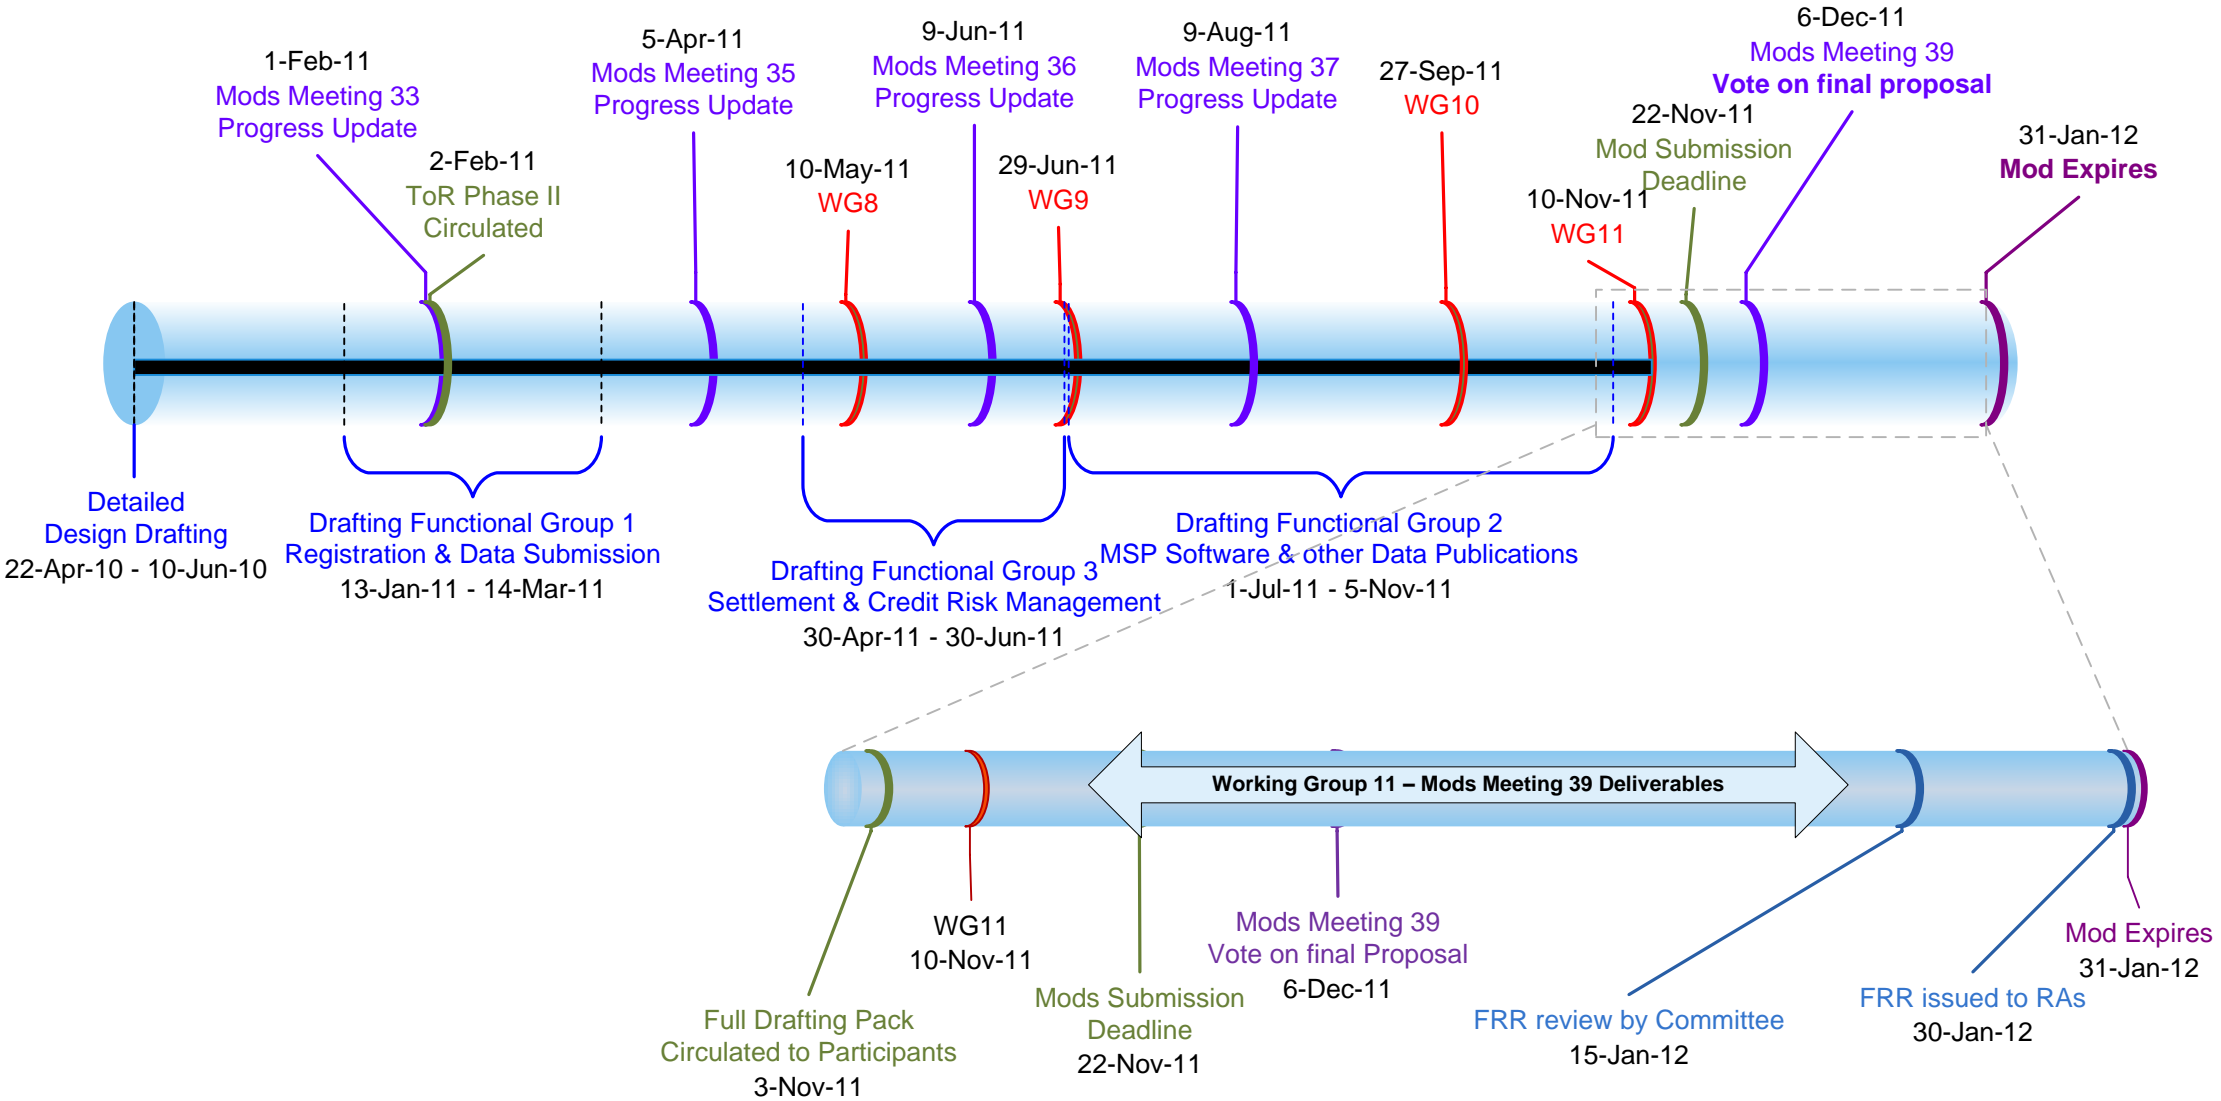 1-Feb-11
Mods Meeting 33
Progress Update
2-Feb-11
ToR Phase II
Circulated
5-Apr-11
Mods Meeting 35
Progress Update
10-May-11
WG8
9-Jun-11
Mods Meeting 36
Progress Update
29-Jun-11
WG9
9-Aug-11
Mods Meeting 37
Progress Update
27-Sep-11
WG10
10-Nov-11
WG11
22-Nov-11
Mod Submission
Deadline
6-Dec-11
Mods Meeting 39
Vote on final proposal
31-Jan-12
Mod Expires
Detailed
Design Drafting
22-Apr-10 - 10-Jun-10
Drafting Functional Group 1
Registration & Data Submission
13-Jan-11 - 14-Mar-11
Drafting Functional Group 3
Settlement & Credit Risk Management
30-Apr-11 - 30-Jun-11
Drafting Functional Group 2
MSP Software & other Data Publications
1-Jul-11 - 5-Nov-11
Working Group 11 – Mods Meeting 39 Deliverables
Full Drafting Pack
Circulated to Participants
3-Nov-11
WG11
10-Nov-11
Mods Submission
Deadline
22-Nov-11
Mods Meeting 39
Vote on final Proposal
6-Dec-11
FRR review by Committee
15-Jan-12
FRR issued to RAs
30-Jan-12
Mod Expires
31-Jan-12